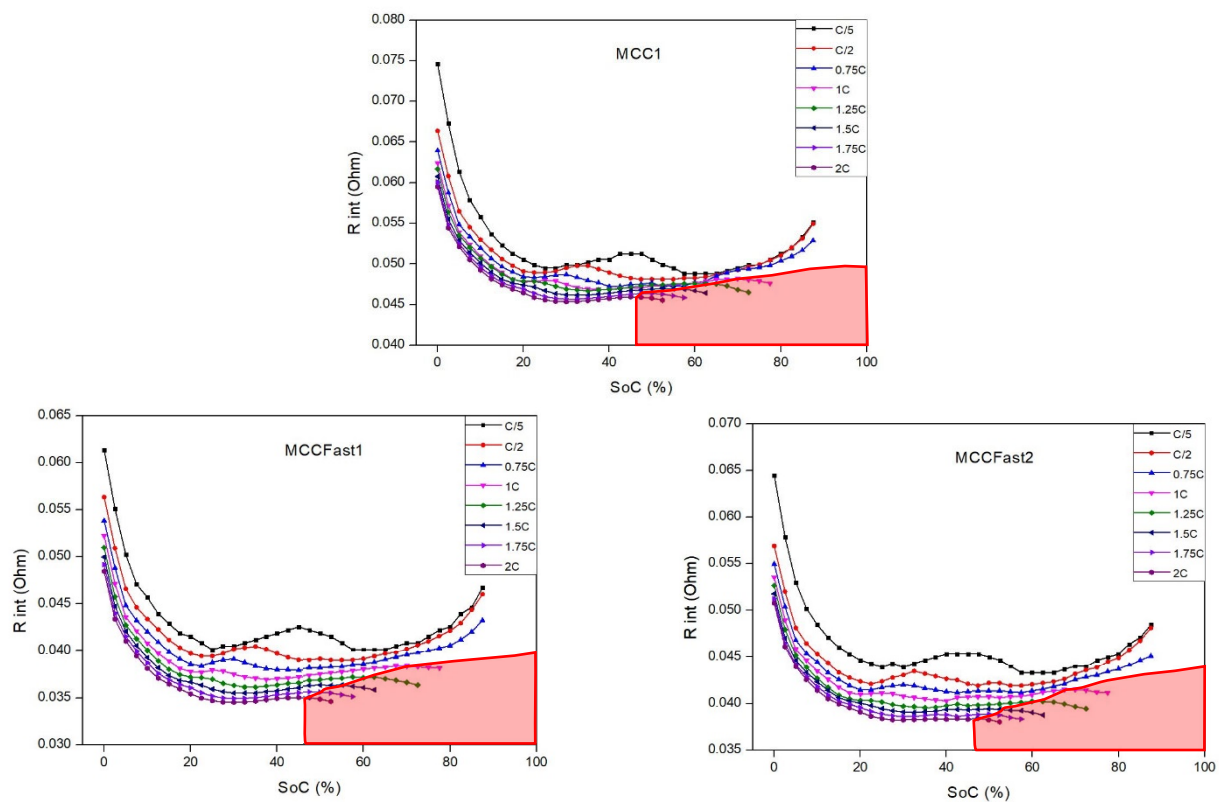 MCC1
R int (Ohm)
0.080
0.075
0.070
0.065
0.060
0.055
0.050
0.045
0.040
0 20 40 60 80 100
SoC (%)
C/5
C/2
0.75C
1C
1.25C
1.5C
1.75C
2C
MCCFast1
R int (Ohm)
0.065
0.060
0.055
0.050
0.045
0.040
0.035
0.030
0 20 40 60 80 100
SoC (%)
C/5
C/2
0.75C
1C
1.25C
1.5C
1.75C
2C
MCCFast2
R int (Ohm)
0.070
0.065
0.060
0.055
0.050
0.045
0.040
0.035
0 20 40 60 80 100
SoC (%)
C/5
C/2
0.75C
1C
1.25C
1.5C
1.75C
2C